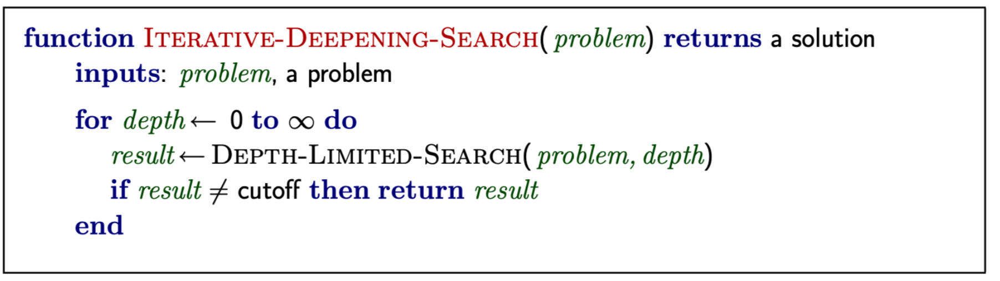 function ITERATIVE-DEEPENING-SEARCH( problem) returns a solution
inputs: problem, a problem
for depth ← 0 to ∞ do
result ← DEPTH-LIMITED-SEARCH( problem, depth)
if result ≠ cutoff then return result
end